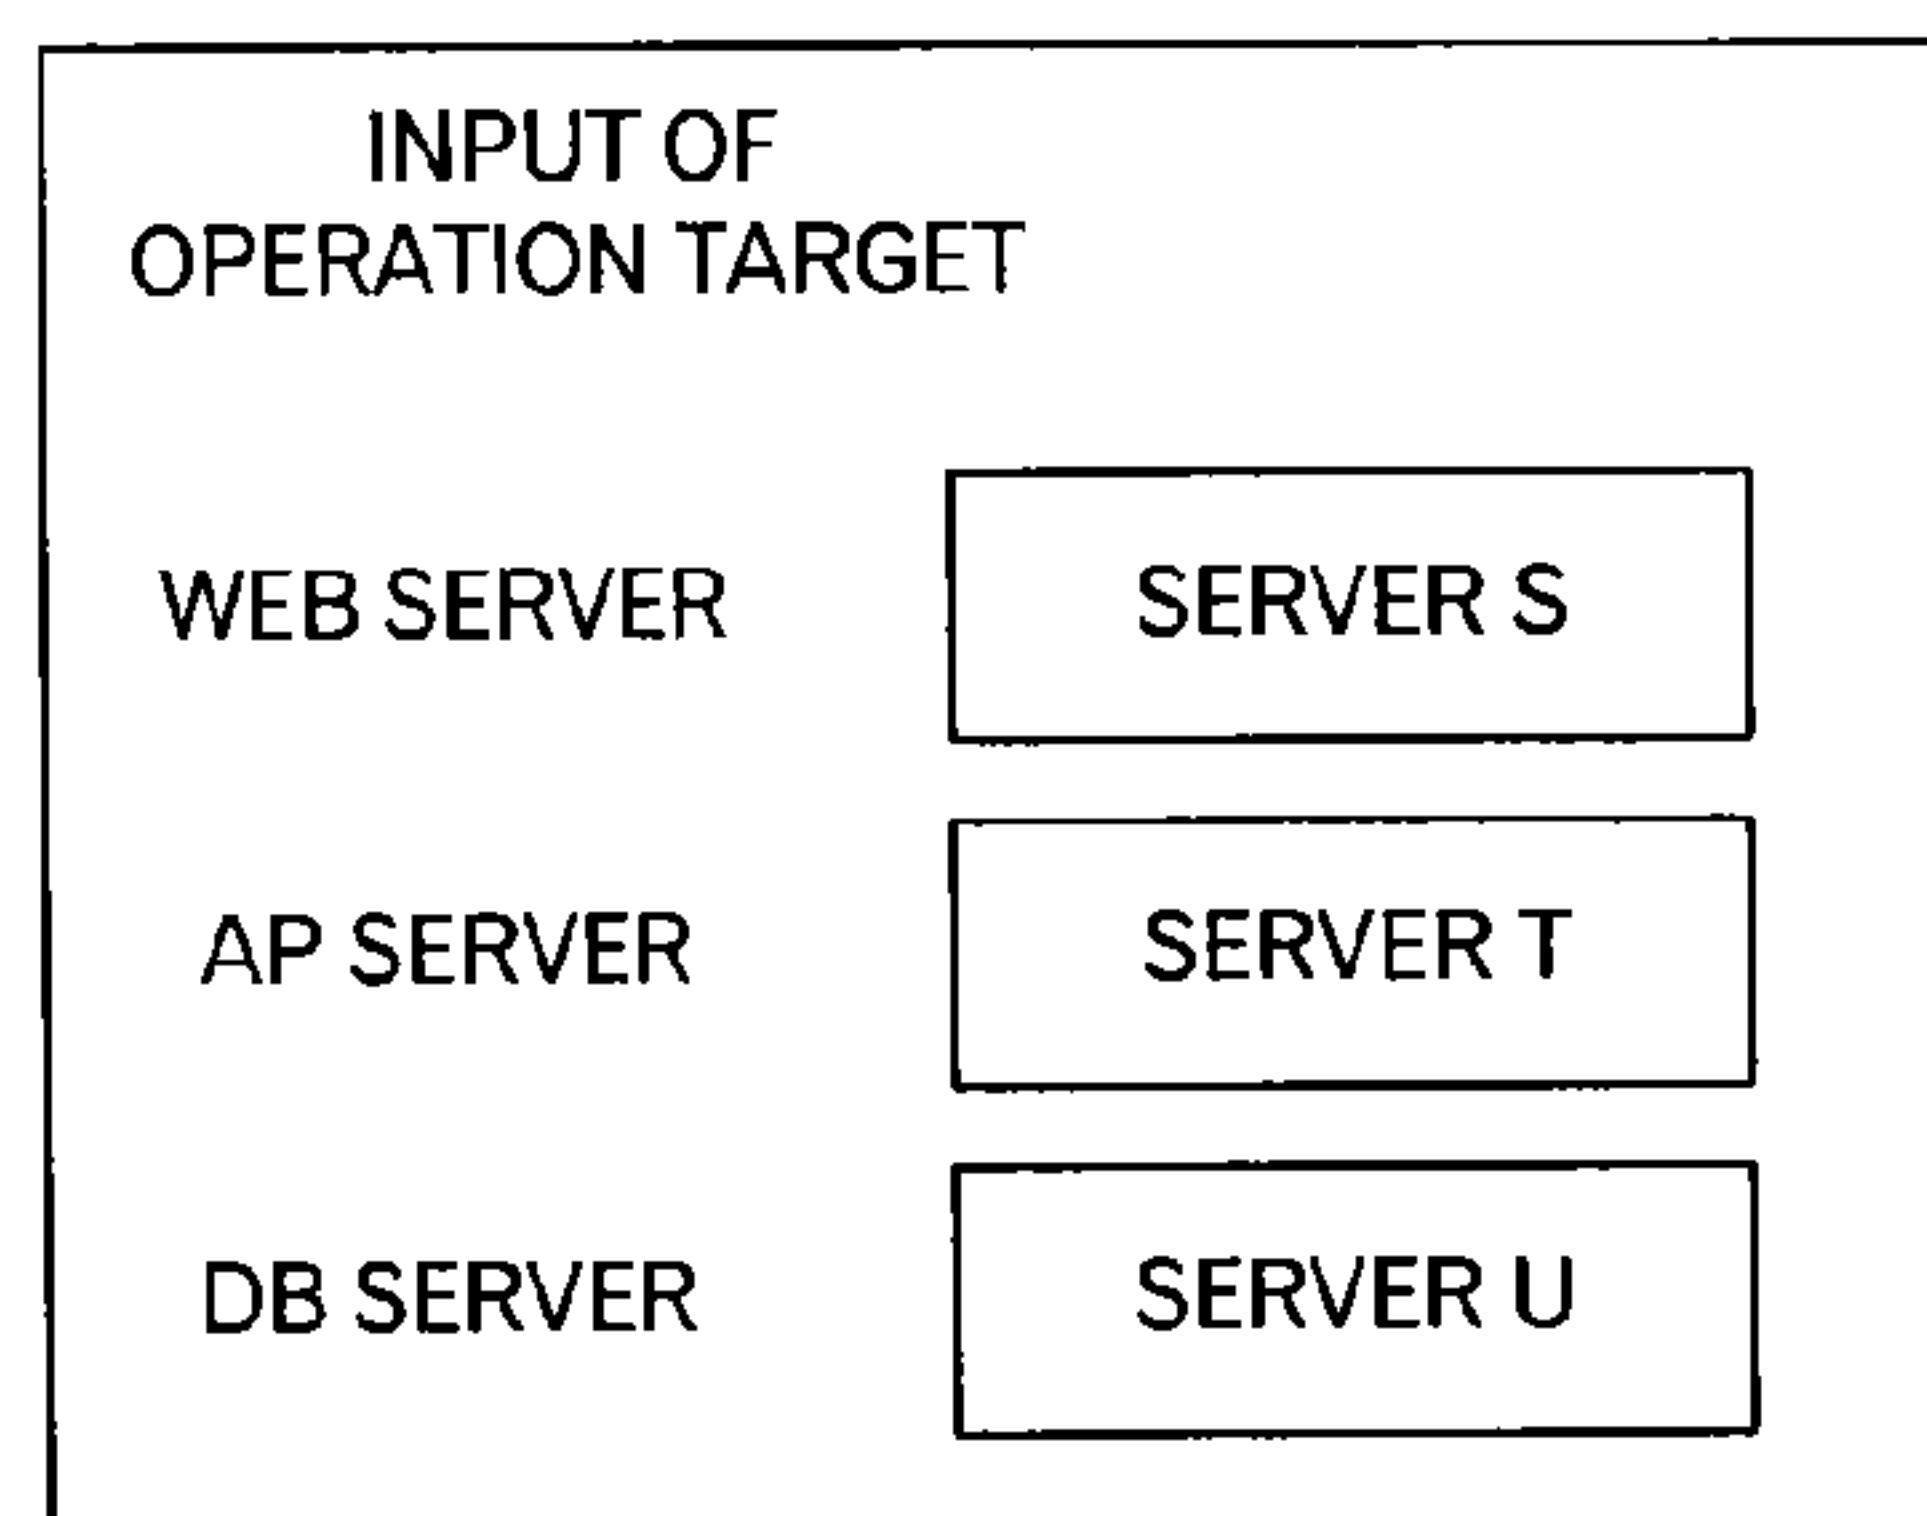 INPUT OF
OPERATION TARGET
WEB SERVER SERVER S
AP SERVER SERVER T
DB SERVER SERVER U